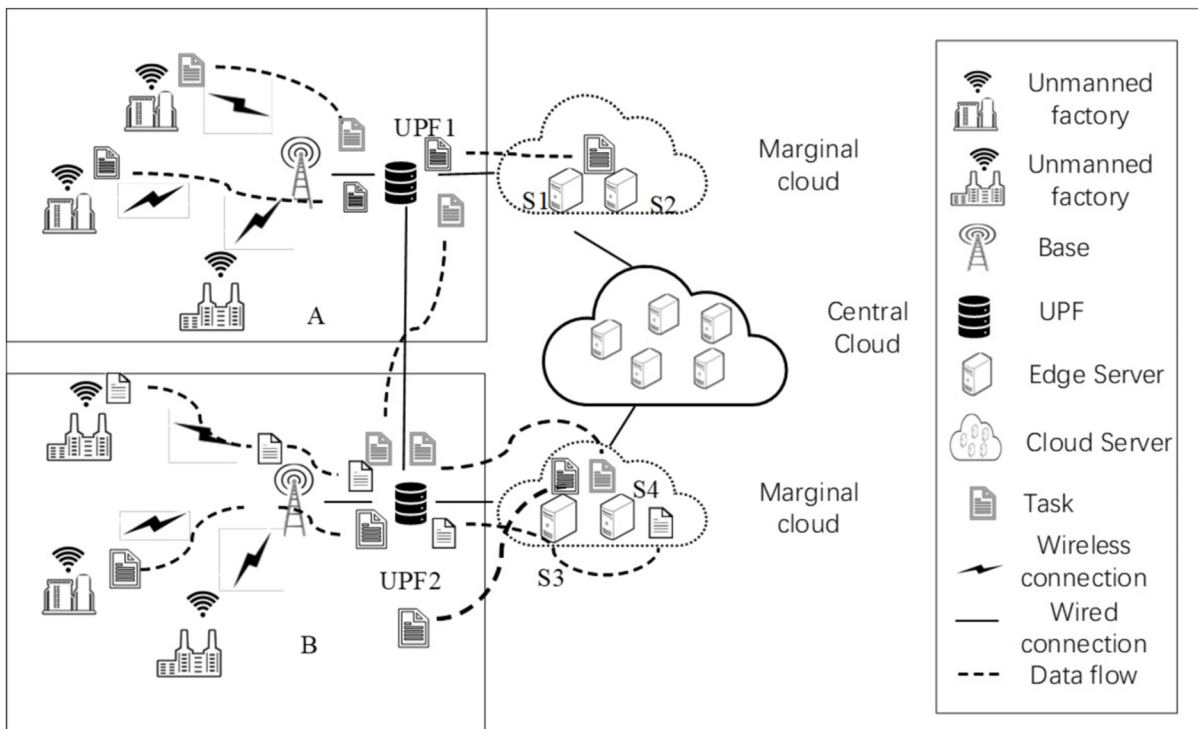 UPF1
A
S1
S2
Marginal
cloud
Central
Cloud
UPF2
B
S3
S4
Marginal
cloud
Unmanned
factory
Unmanned
factory
Base
UPF
Edge Server
Cloud Server
Task
Wireless
connection
Wired
connection
Data flow